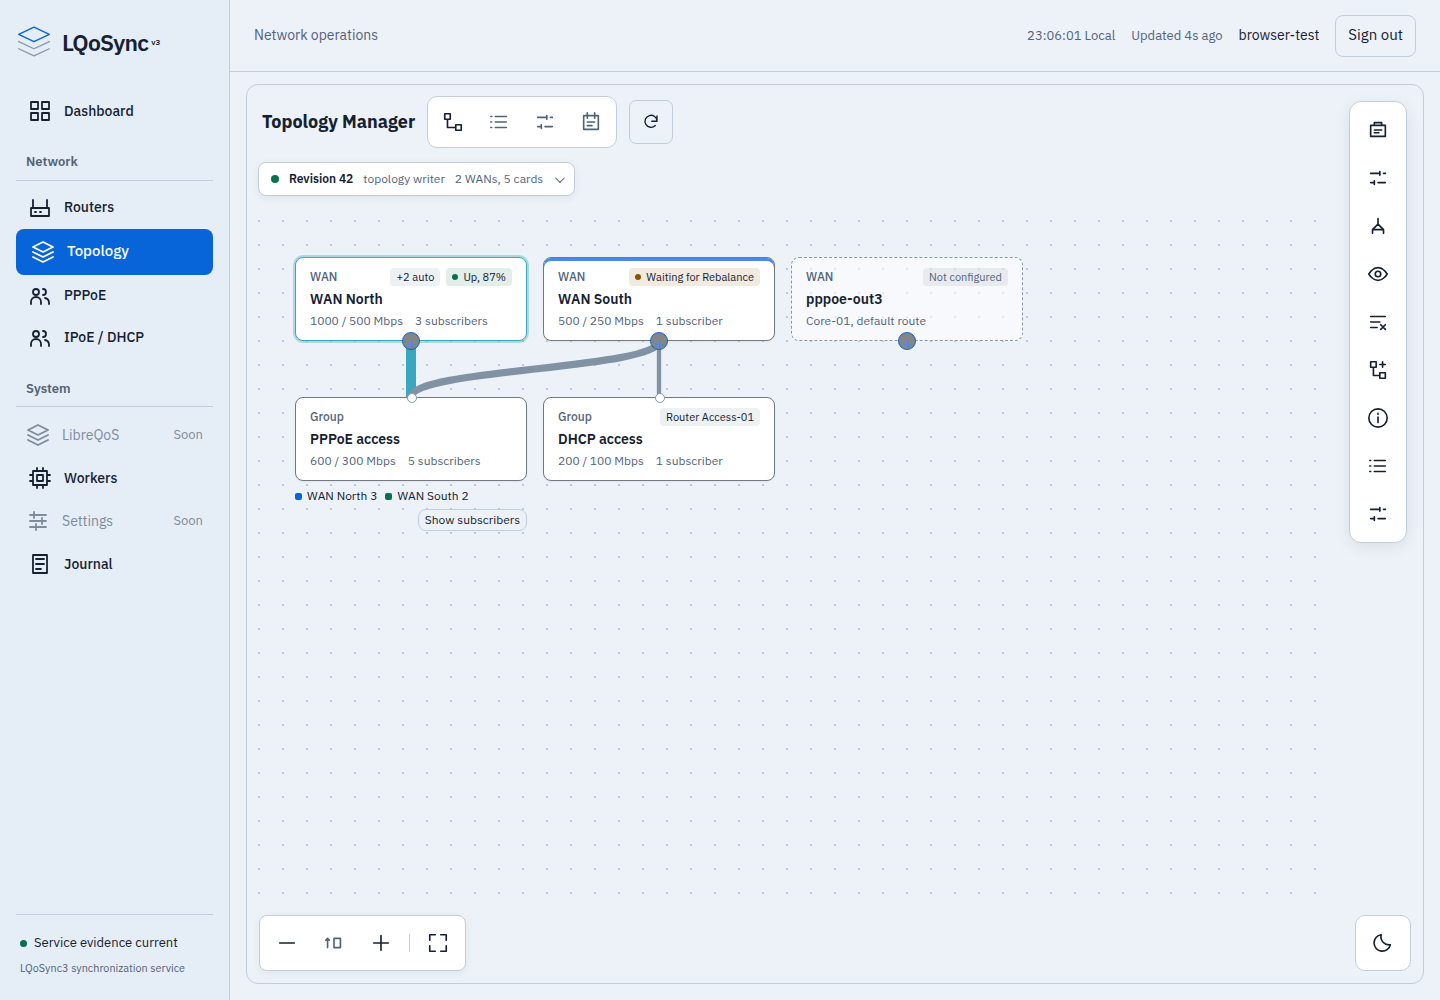 LQoSync v3
Network operations
23:06:01 Local
Updated 4s ago
browser-test
Sign out
Dashboard
Network
Routers
Topology
PPPoE
IPoE / DHCP
System
LibreQoS
Soon
Workers
Settings
Soon
Journal
Service evidence current
LQoSync3 synchronization service
Topology Manager
Revision 42 topology writer 2 WANs, 5 cards
WAN
+2 auto
Up, 87%
WAN North
1000 / 500 Mbps 3 subscribers
WAN
Waiting for Rebalance
WAN South
500 / 250 Mbps 1 subscriber
WAN
Not configured
pppoe-out3
Core-01, default route
Group
PPPoE access
600 / 300 Mbps 5 subscribers
WAN North 3 WAN South 2
Show subscribers
Group
Router Access-01
DHCP access
200 / 100 Mbps 1 subscriber